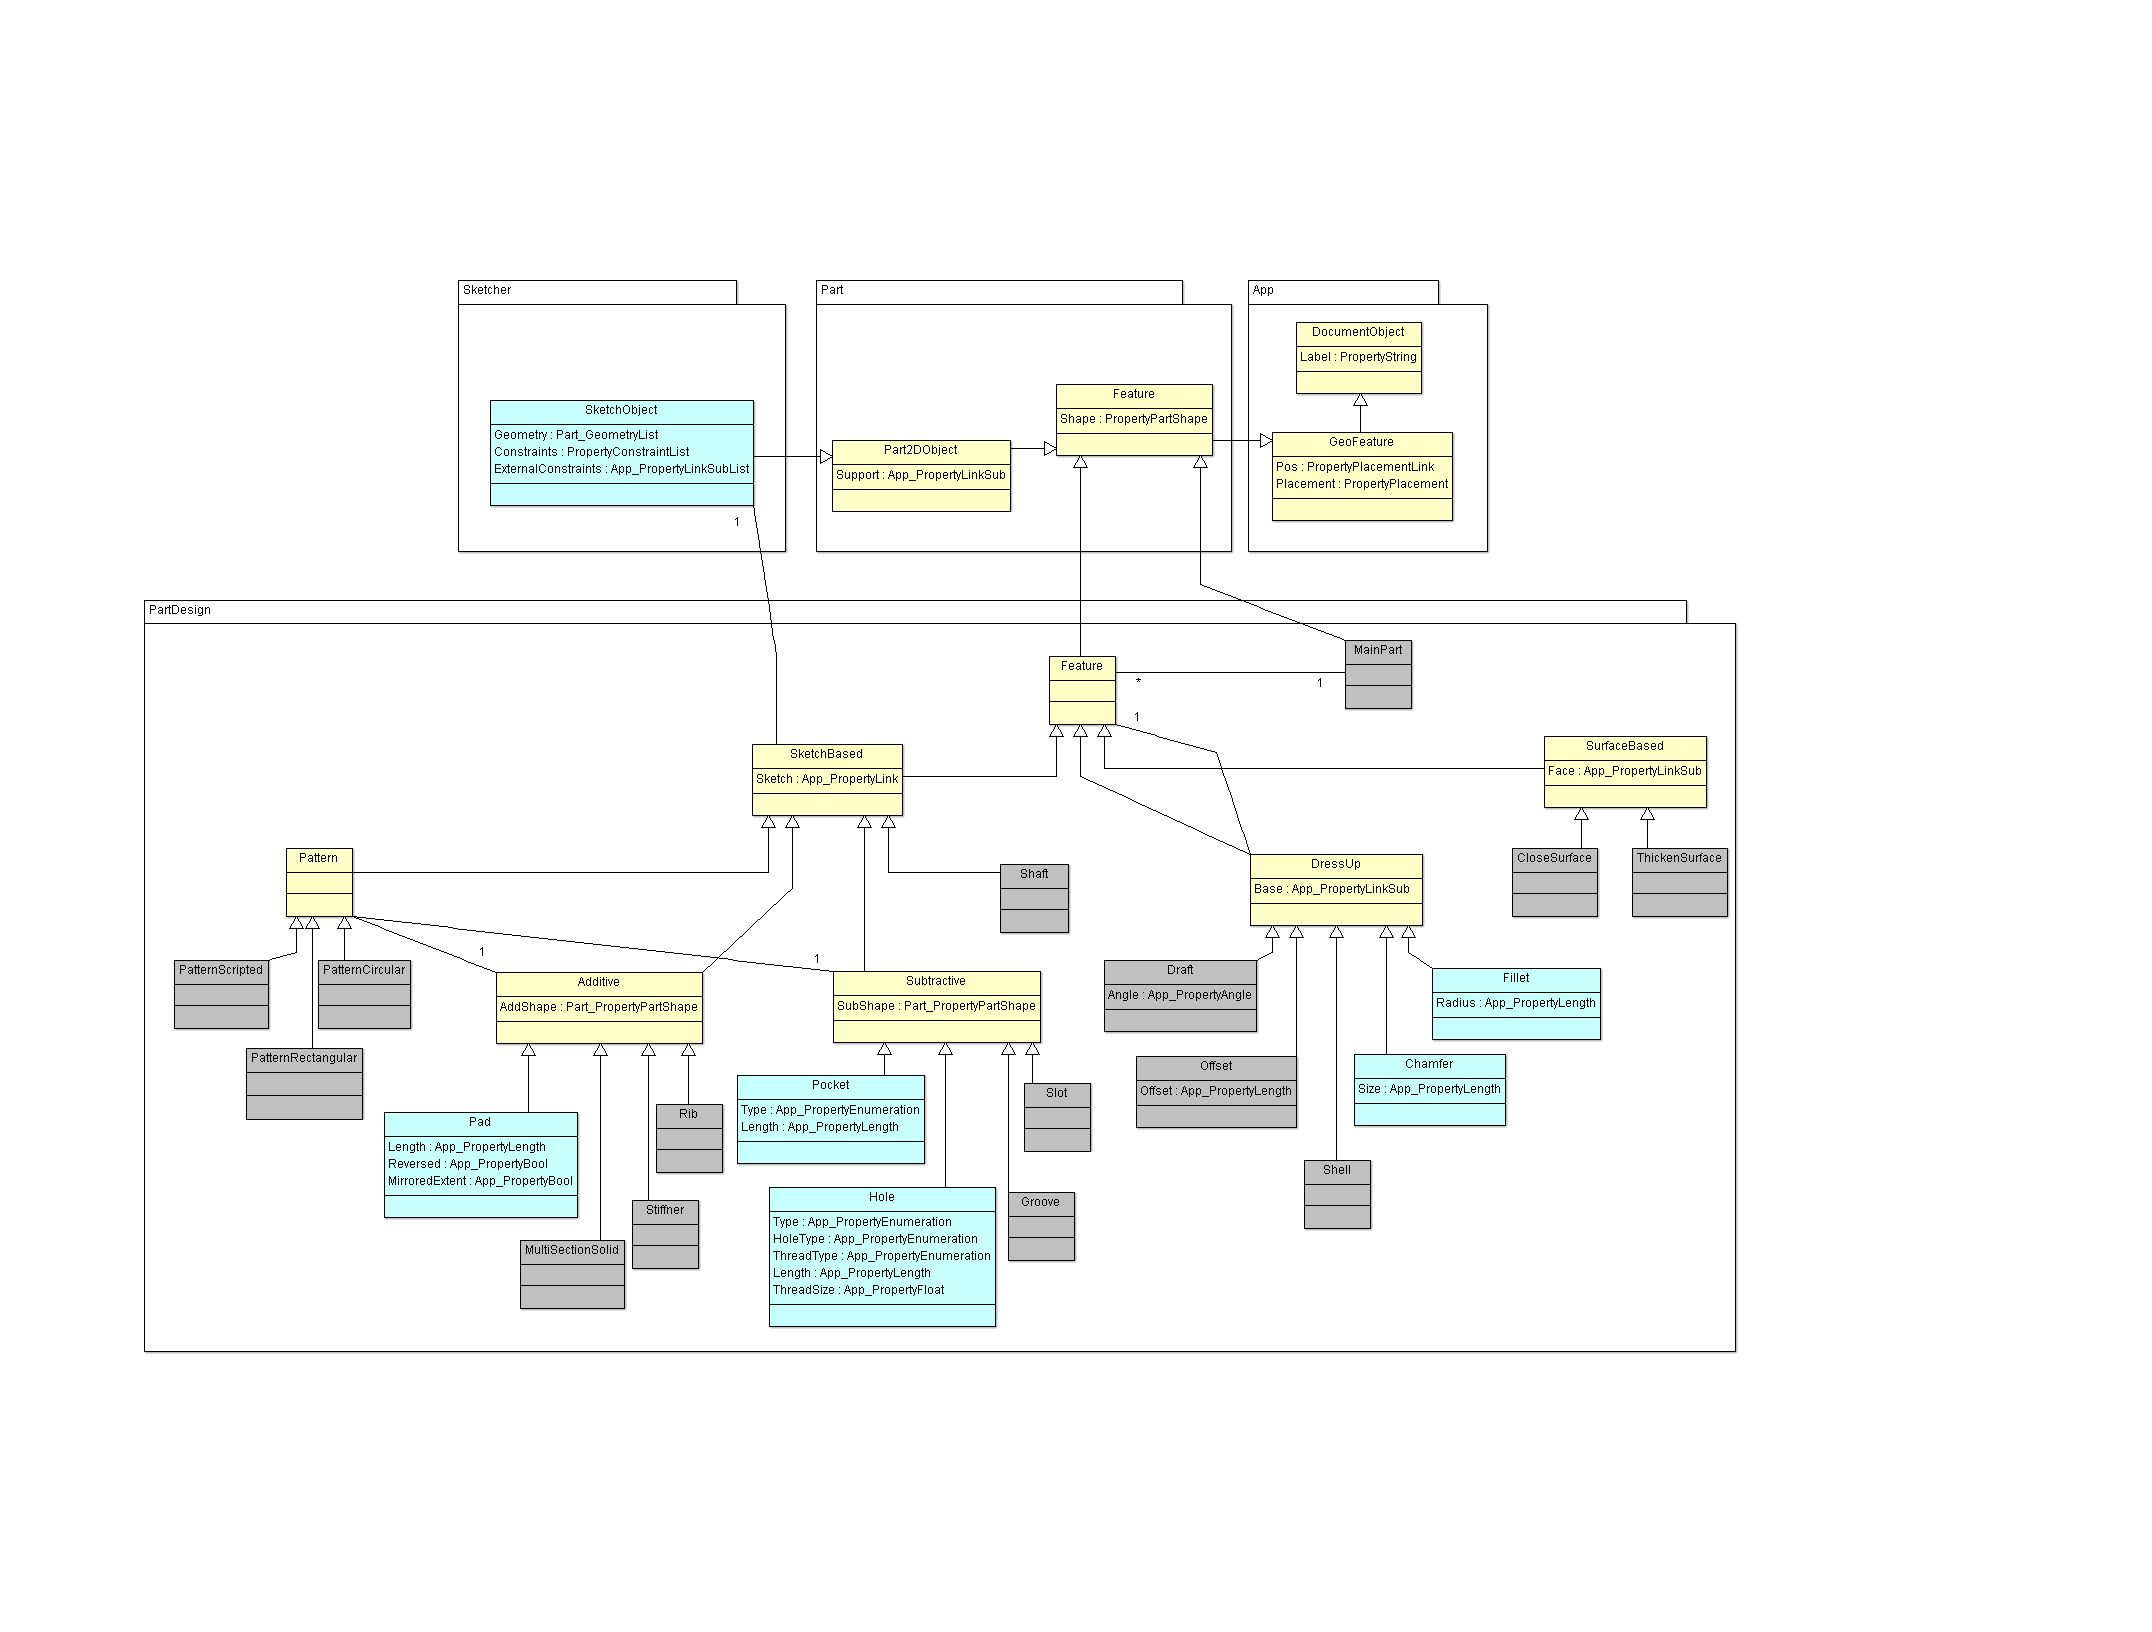 Sketcher
Part
App
DocumentObject
Label : PropertyString
Feature
Shape : PropertyPartShape
SketchObject
Geometry : Part_GeometryList
Constraints : PropertyConstraintList
ExternalConstraints : App_PropertyLinkSubList
Part2DObject
Support : App_PropertyLinkSub
GeoFeature
Pos : PropertyPlacementLink
Placement : PropertyPlacement
1
PartDesign
MainPart
Feature
*
1
1
SketchBased
Sketch : App_PropertyLink
SurfaceBased
Face : App_PropertyLinkSub
Pattern
CloseSurface
ThickenSurface
Shaft
DressUp
Base : App_PropertyLinkSub
1
1
PatternScripted
PatternCircular
Additive
AddShape : Part_PropertyPartShape
Subtractive
SubShape : Part_PropertyPartShape
Draft
Angle : App_PropertyAngle
Fillet
Radius : App_PropertyLength
PatternRectangular
Offset
Offset : App_PropertyLength
Chamfer
Size : App_PropertyLength
Pocket
Type : App_PropertyEnumeration
Length : App_PropertyLength
Slot
Rib
Pad
Length : App_PropertyLength
Reversed : App_PropertyBool
MirroredExtent : App_PropertyBool
Shell
Hole
Type : App_PropertyEnumeration
HoleType : App_PropertyEnumeration
ThreadType : App_PropertyEnumeration
Length : App_PropertyLength
ThreadSize : App_PropertyFloat
Groove
Stiffner
MultiSectionSolid